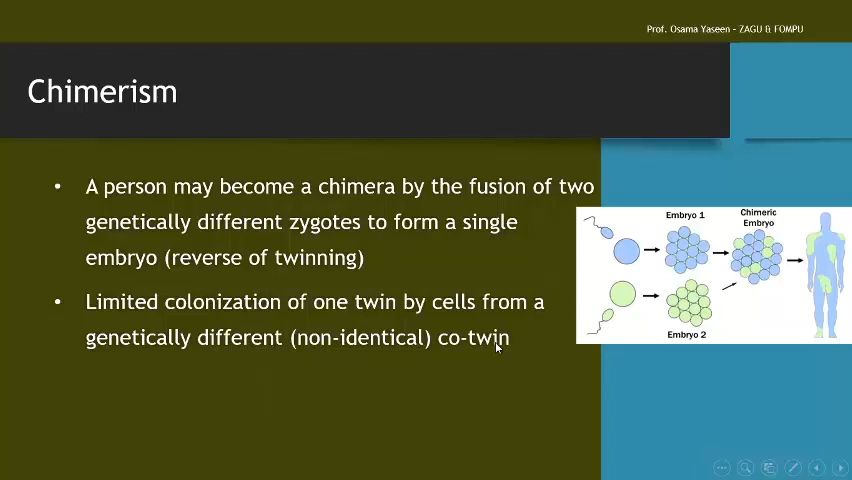 Prof. Osama Yaseen – ZAGU & FOMPU
Chimerism
• A person may become a chimera by the fusion of two
genetically different zygotes to form a single
embryo (reverse of twinning)
• Limited colonization of one twin by cells from a
genetically different (non-identical) co-twin
Embryo 1
Chimeric
Embryo
Embryo 2